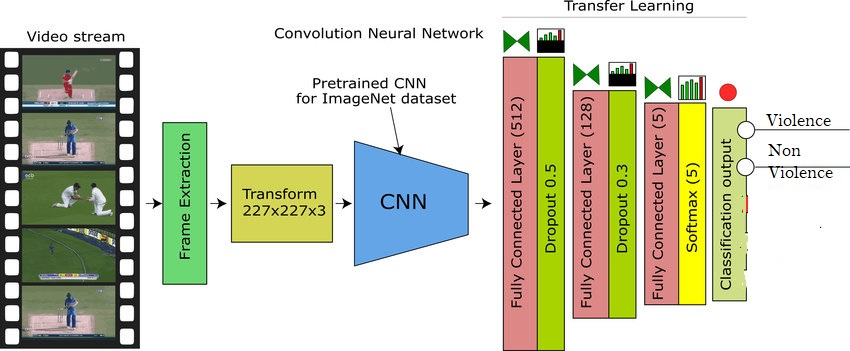 Transfer Learning
Video stream
Convolution Neural Network
Pretrained CNN
for ImageNet dataset
Frame Extraction
Transform
227x227x3
CNN
Fully Connected Layer (512)
Dropout 0.5
Fully Connected Layer (128)
Dropout 0.3
Fully Connected Layer (5)
Softmax (5)
Classification output
Violence
Non
Violence
ecb